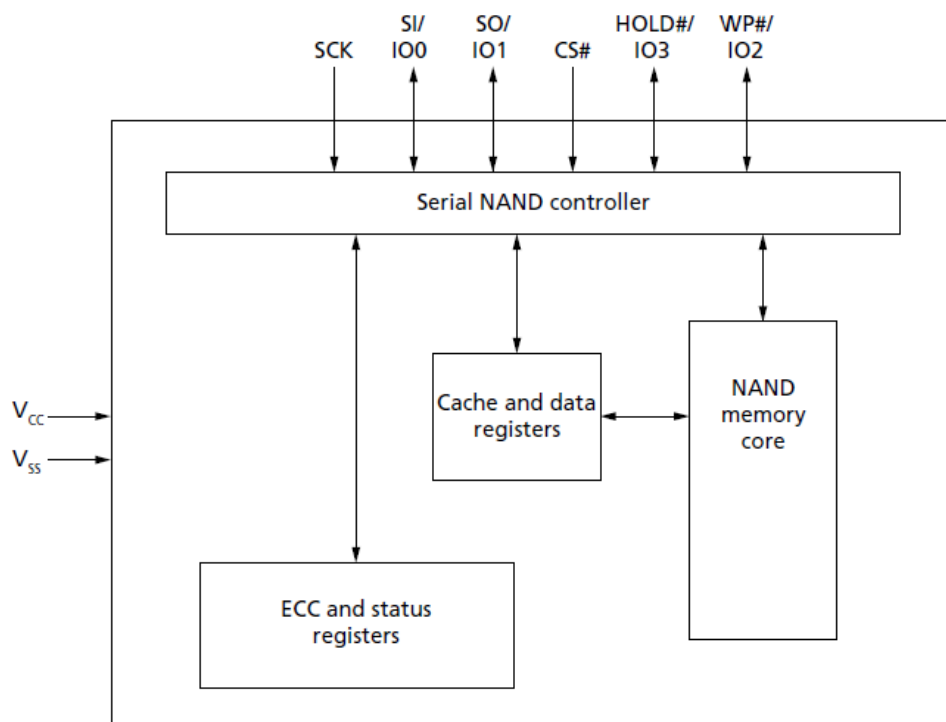 SCK
SI/
IO0
SO/
IO1
CS#
HOLD#/
IO3
WP#/
IO2
Serial NAND controller
VCC
VSS
Cache and data
registers
NAND
memory
core
ECC and status
registers